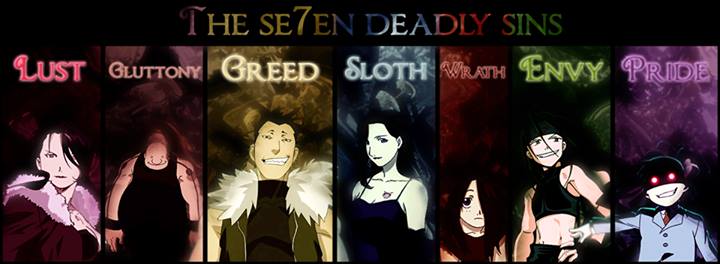 The se7en deadly sins
Lust
Gluttony
Greed
Sloth
Wrath
Envy
Pride